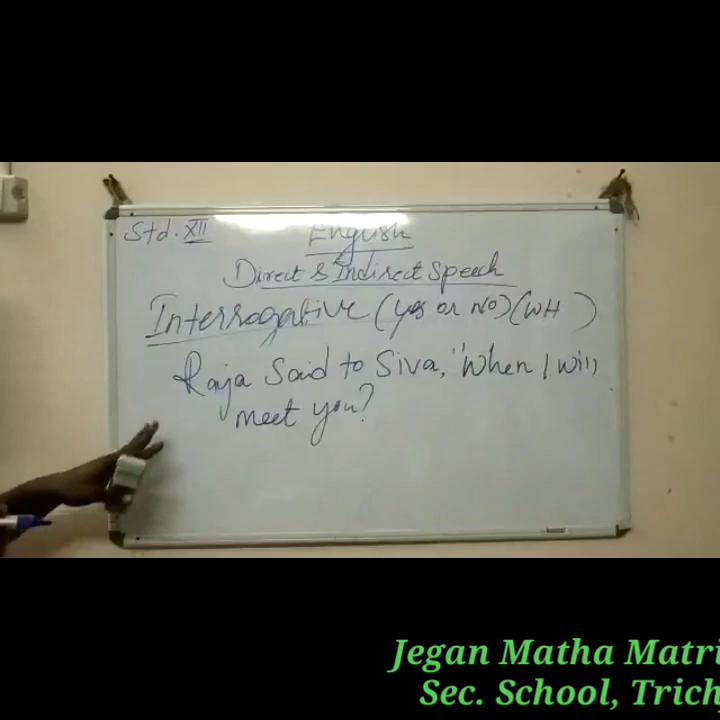 Std. XII
English
Direct & Indirect Speech
Interrogative (yes or No) (WH )
Raja Said to Siva, "When I will
meet you?
Jegan Matha Matri
Sec. School, Trich